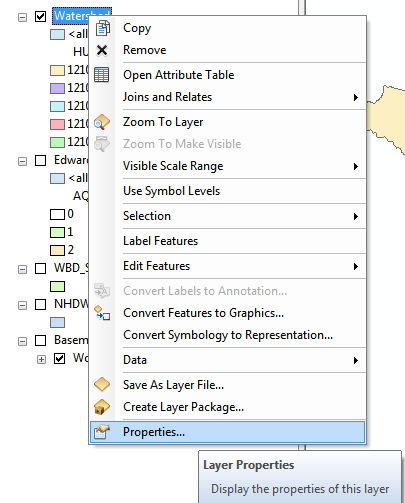 Watershed
<all
HU
1210
1210
1210
1210
1210
Edwar
<all
AQ
0
1
2
WBD_S
NHDW
Basem
Wo
Copy
Remove
Open Attribute Table
Joins and Relates
Zoom To Layer
Zoom To Make Visible
Visible Scale Range
Use Symbol Levels
Selection
Label Features
Edit Features
Convert Labels to Annotation...
Convert Features to Graphics...
Convert Symbology to Representation...
Data
Save As Layer File...
Create Layer Package...
Properties...
Layer Properties
Display the properties of this layer